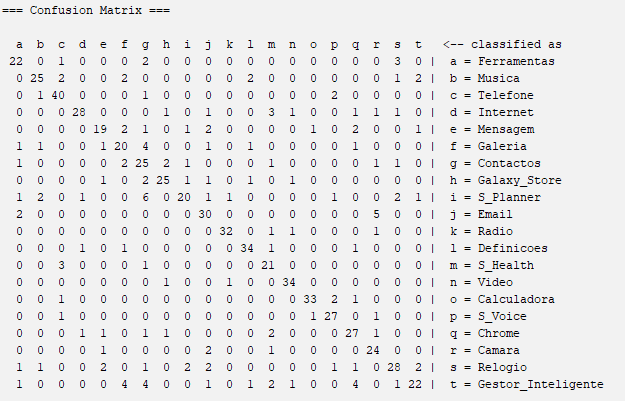 === Confusion Matrix ===
a b c d e f g h i j k l m n o p q r s t <-- classified as
22 0 1 0 0 0 2 0 0 0 0 0 0 0 0 0 0 0 3 0 | a = Ferramentas
0 25 2 0 0 2 0 0 0 0 0 2 0 0 0 0 0 0 1 2 | b = Musica
0 1 40 0 0 0 1 0 0 0 0 0 0 0 0 2 0 0 0 0 | c = Telefone
0 0 0 28 0 0 0 1 0 1 0 0 3 1 0 0 1 1 1 0 | d = Internet
0 0 0 0 19 2 1 0 1 2 0 0 0 0 1 0 2 0 0 1 | e = Mensagem
1 1 0 0 1 20 4 0 0 1 0 1 0 0 0 0 1 0 0 0 | f = Galeria
1 0 0 0 0 2 25 2 1 0 0 0 1 0 0 0 0 1 1 0 | g = Contactos
0 0 0 0 1 0 2 25 1 1 0 1 0 1 0 0 0 0 0 0 | h = Galaxy_Store
1 2 0 1 0 0 6 0 20 1 1 0 0 0 0 1 0 0 2 1 | i = S_Planner
2 0 0 0 0 0 0 0 0 30 0 0 0 0 0 0 0 5 0 0 | j = Email
0 0 0 0 0 0 0 0 0 0 32 0 1 1 0 0 0 1 0 0 | k = Radio
0 0 0 1 0 1 0 0 0 0 0 34 1 0 0 0 1 0 0 0 | l = Definicoes
0 0 3 0 0 0 1 0 0 0 0 0 21 0 0 0 0 0 0 0 | m = S_Health
0 0 0 0 0 0 0 1 0 0 1 0 0 34 0 0 0 0 0 0 | n = Video
0 0 1 0 0 0 0 0 0 0 0 0 0 0 33 2 1 0 0 0 | o = Calculadora
0 0 1 0 0 0 0 0 0 0 0 0 0 0 1 27 0 1 0 0 | p = S_Voice
0 0 0 1 1 0 1 1 0 0 0 0 2 0 0 0 27 1 0 0 | q = Chrome
0 0 0 0 1 0 0 0 0 2 0 0 1 0 0 0 0 24 0 0 | r = Camara
1 1 0 0 2 0 1 0 2 2 0 0 0 0 0 1 1 0 28 2 | s = Relogio
1 0 0 0 0 4 4 0 0 1 0 1 2 1 0 0 4 0 1 22 | t = Gestor_Inteligente